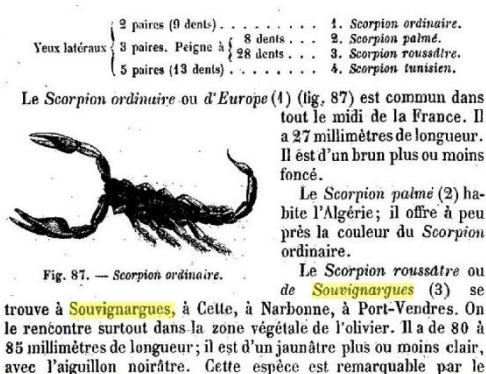 2 paires (9 dents) . . . . . . . . 1. Scorpion ordinaire.
Yeux latéraux 3 paires. Peigne à 8 dents . . . 2. Scorpion palmé.
28 dents . . . 3. Scorpion roussâtre.
5 paires (13 dents) . . . . . . . 4. Scorpion tunisien.
Le Scorpion ordinaire ou d'Europe (1) (fig. 87) est commun dans
tout le midi de la France. Il
a 27 millimètres de longueur.
Il est d'un brun plus ou moins
foncé.
Le Scorpion palmé (2) ha-
bite l'Algérie; il offre à peu
près la couleur du Scorpion
ordinaire.
Fig. 87. — Scorpion ordinaire.
Le Scorpion roussâtre ou
de Souvignargues (3) se
trouve à Souvignargues, à Cette, à Narbonne, à Port-Vendres. On
le rencontre surtout dans la zone végétale de l'olivier. Il a de 80 à
85 millimètres de longueur; il est d'un jaunâtre plus ou moins clair,
avec l'aiguillon noirâtre. Cette espèce est remarquable par le